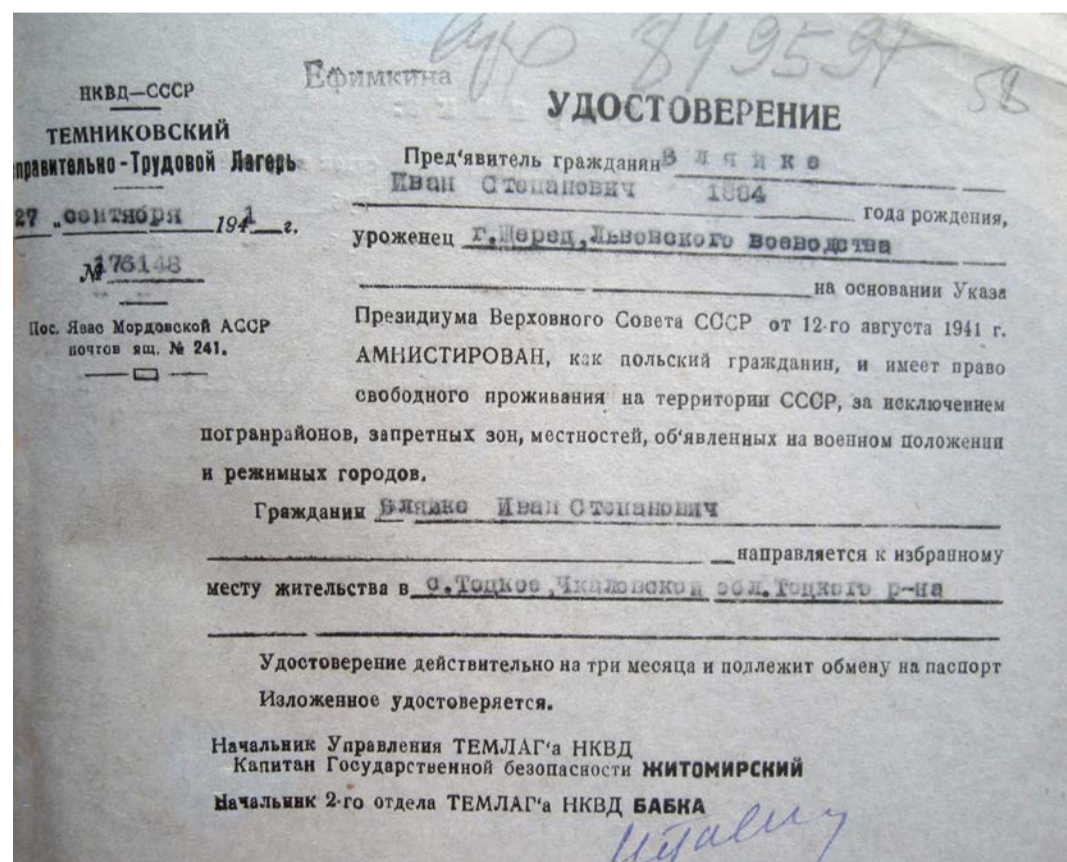 849597
58
Ефимкина
НКВД—СССР
ТЕМНИКОВСКИЙ
правительно-Трудовой Лагерь
27 „сентября 1941 г.
№ 176148
Пос. Явас Мордовской АССР
почтов ящ. № 241.
УДОСТОВЕРЕНИЕ
Пред‘явитель гражданин Вляйко
Иван Степанович 1884
года рождения,
уроженец г.Щерец,Львовского воеводства
на основании Указа
Президиума Верховного Совета СССР от 12-го августа 1941 г.
АМНИСТИРОВАН, как польский гражданин, и имеет право
свободного проживания на территории СССР, за исключением
погранрайонов, запретных зон, местностей, об‘явленных на военном положении
и режимных городов.
Гражданин Вляйко Иван Степанович
направляется к избранному
месту жительства в с.Тоцкое,Чкаловской обл.Тоцкого р-на
Удостоверение действительно на три месяца и подлежит обмену на паспорт
Изложенное удостоверяется.
Начальник Управления ТЕМЛАГ‘а НКВД
Капитан Государственной безопасности ЖИТОМИРСКИЙ
Начальник 2-го отдела ТЕМЛАГ‘а НКВД БАБКА